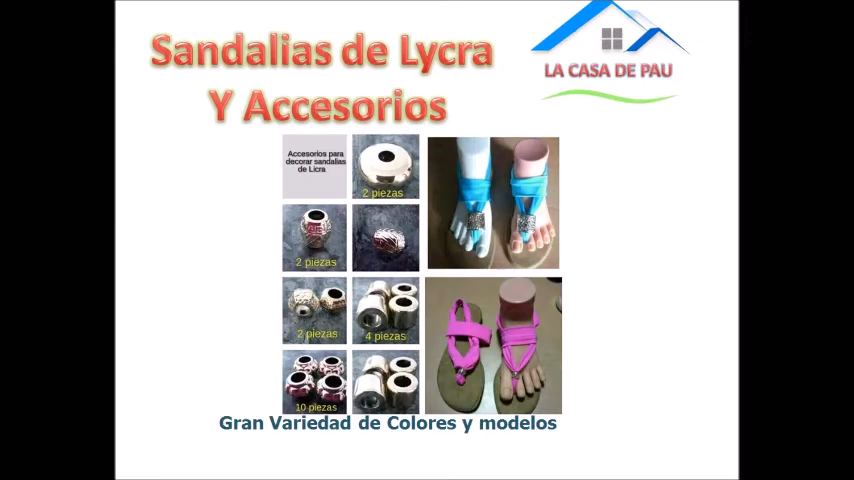 Sandalias de Lycra
Y Accesorios
LA CASA DE PAU
Accesorios para
decorar sandalias
de Licra
2 piezas
2 piezas
2 piezas
4 piezas
10 piezas
Gran Variedad de Colores y modelos